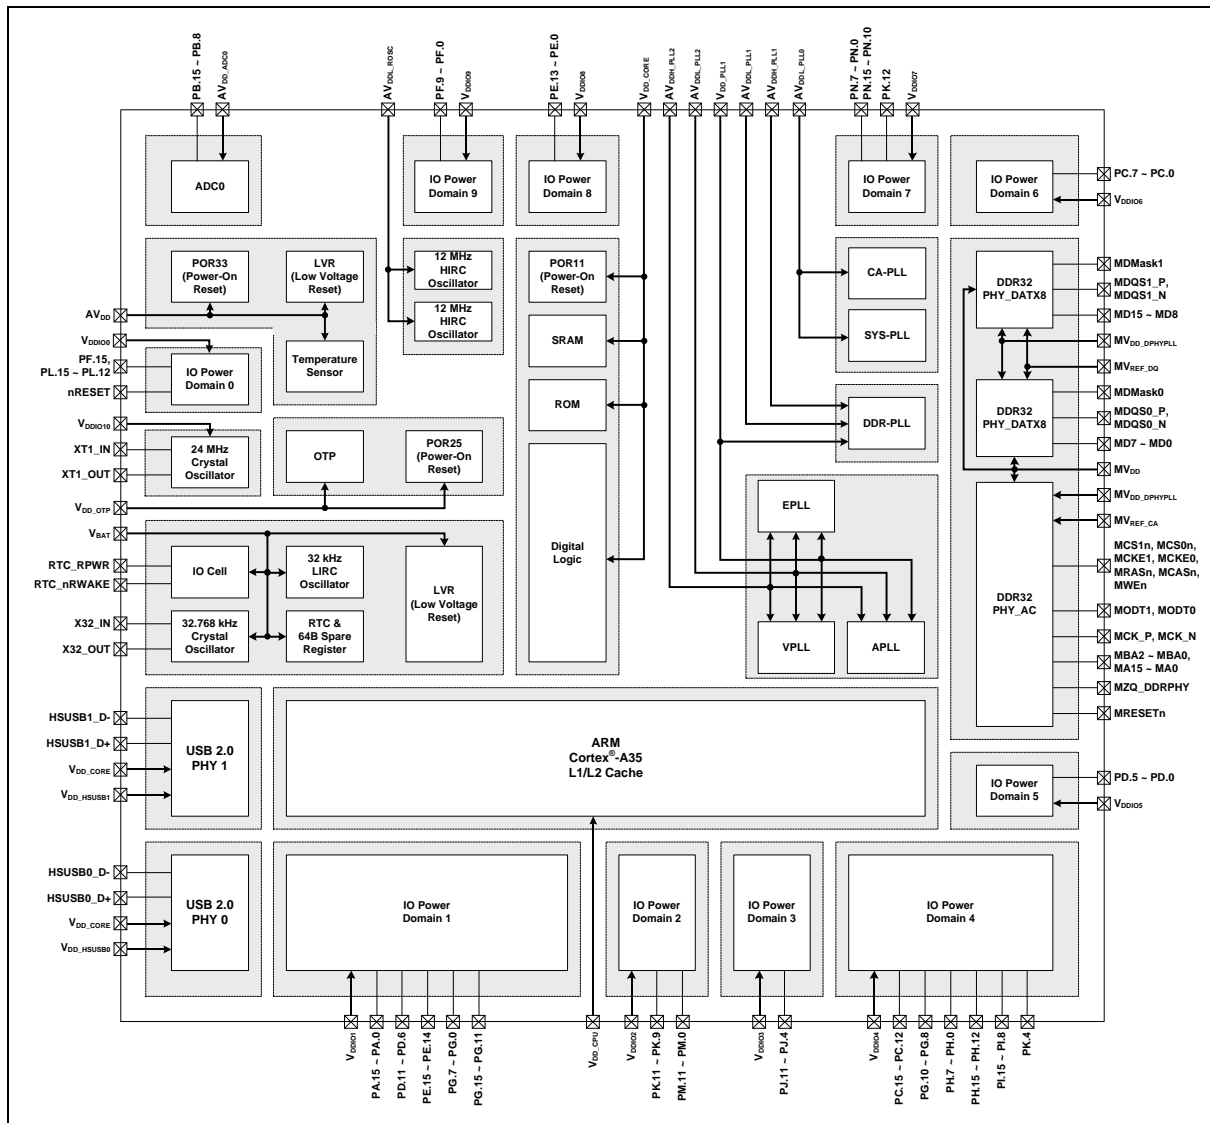 PB.15 ~ PB.8
AVDD_ADC0
AVDDL_ROSC
PF.9 ~ PF.0
VDDIO9
PE.13 ~ PE.0
VDDIO8
VDD_CORE
AVDDH_PLL2
AVDDL_PLL2
VDD_PLL1
AVDDL_PLL1
AVDDH_PLL1
AVDDL_PLL0
PN.7 ~ PN.0
PN.15 ~ PN.10
PK.12
VDDIO7
ADC0
IO Power
Domain 9
IO Power
Domain 8
IO Power
Domain 7
IO Power
Domain 6
PC.7 ~ PC.0
VDDIO6
POR33
(Power-On
Reset)
LVR
(Low Voltage
Reset)
Temperature
Sensor
12 MHz
HIRC
Oscillator
12 MHz
HIRC
Oscillator
POR11
(Power-On
Reset)
SRAM
ROM
Digital
Logic
CA-PLL
SYS-PLL
DDR-PLL
EPLL
VPLL
APLL
DDR32
PHY_DATX8
DDR32
PHY_DATX8
DDR32
PHY_AC
MDMask1
MDQS1_P,
MDQS1_N
MD15 ~ MD8
MVDD_DPHYPLL
MVREF_DQ
MDMask0
MDQS0_P,
MDQS0_N
MD7 ~ MD0
MVDD
MVDD_DPHYPLL
MVREF_CA
MCS1n, MCS0n,
MCKE1, MCKE0,
MRASn, MCASn,
MWEn
MODT1, MODT0
MCK_P, MCK_N
MBA2 ~ MBA0,
MA15 ~ MA0
MZQ_DDRPHY
MRESETn
AVDD
VDDIO0
PF.15,
PL.15 ~ PL.12
nRESET
IO Power
Domain 0
VDDIO10
XT1_IN
XT1_OUT
24 MHz
Crystal
Oscillator
OTP
POR25
(Power-On
Reset)
VDD_OTP
VBAT
RTC_RPWR
RTC_nRWAKE
X32_IN
X32_OUT
IO Cell
32 kHz
LIRC
Oscillator
32.768 kHz
Crystal
Oscillator
RTC &
64B Spare
Register
LVR
(Low Voltage
Reset)
HSUSB1_D-
HSUSB1_D+
VDD_CORE
VDD_HSUSB1
USB 2.0
PHY 1
ARM
Cortex®-A35
L1/L2 Cache
IO Power
Domain 5
PD.5 ~ PD.0
VDDIO5
HSUSB0_D-
HSUSB0_D+
VDD_CORE
VDD_HSUSB0
USB 2.0
PHY 0
IO Power
Domain 1
IO Power
Domain 2
IO Power
Domain 3
IO Power
Domain 4
VDDIO1
PA.15 ~ PA.0
PD.11 ~ PD.6
PE.15 ~ PE.14
PG.7 ~ PG.0
PG.15 ~ PG.11
VDD_CPU
VDDIO2
PK.11 ~ PK.9
PM.11 ~ PM.0
VDDIO3
PJ.11 ~ PJ.4
VDDIO4
PC.15 ~ PC.12
PG.10 ~ PG.8
PH.7 ~ PH.0
PH.15 ~ PH.12
PI.15 ~ PI.8
PK.4